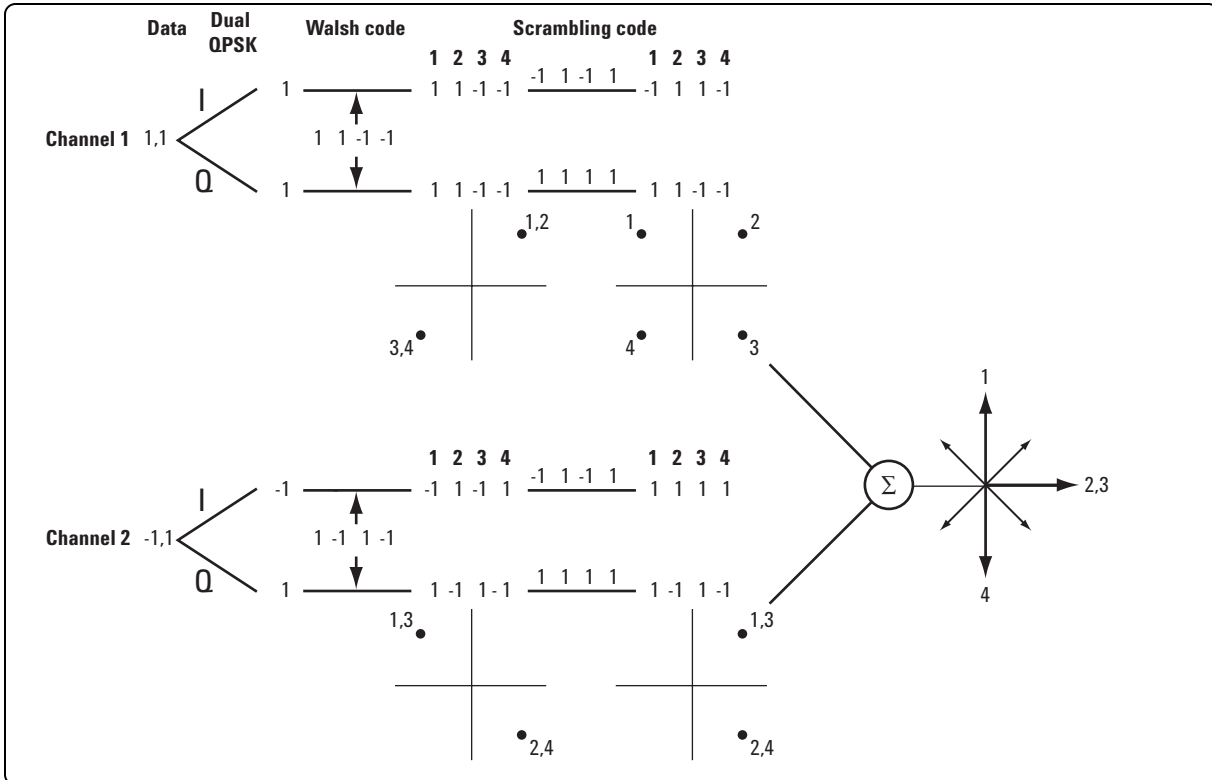 Data Dual QPSK Walsh code Scrambling code
1 2 3 4 1 2 3 4
-1 1 -1 1
I 1 1 1 -1 -1 -1 1 1 -1
Channel 1 1,1 1 1 -1 -1
Q 1 1 1 -1 -1 1 1 1 1 1 1 -1 -1
1,2 1 2
3,4 4 3
1
1 2 3 4 1 2 3 4
-1 1 -1 1
I -1 -1 1 -1 1 1 1 1 1
Σ 2,3
Channel 2 -1,1 1 -1 1 -1
4
Q 1 1 -1 1 -1 1 1 1 1 1 -1 1 -1
1,3 1,3
2,4 2,4